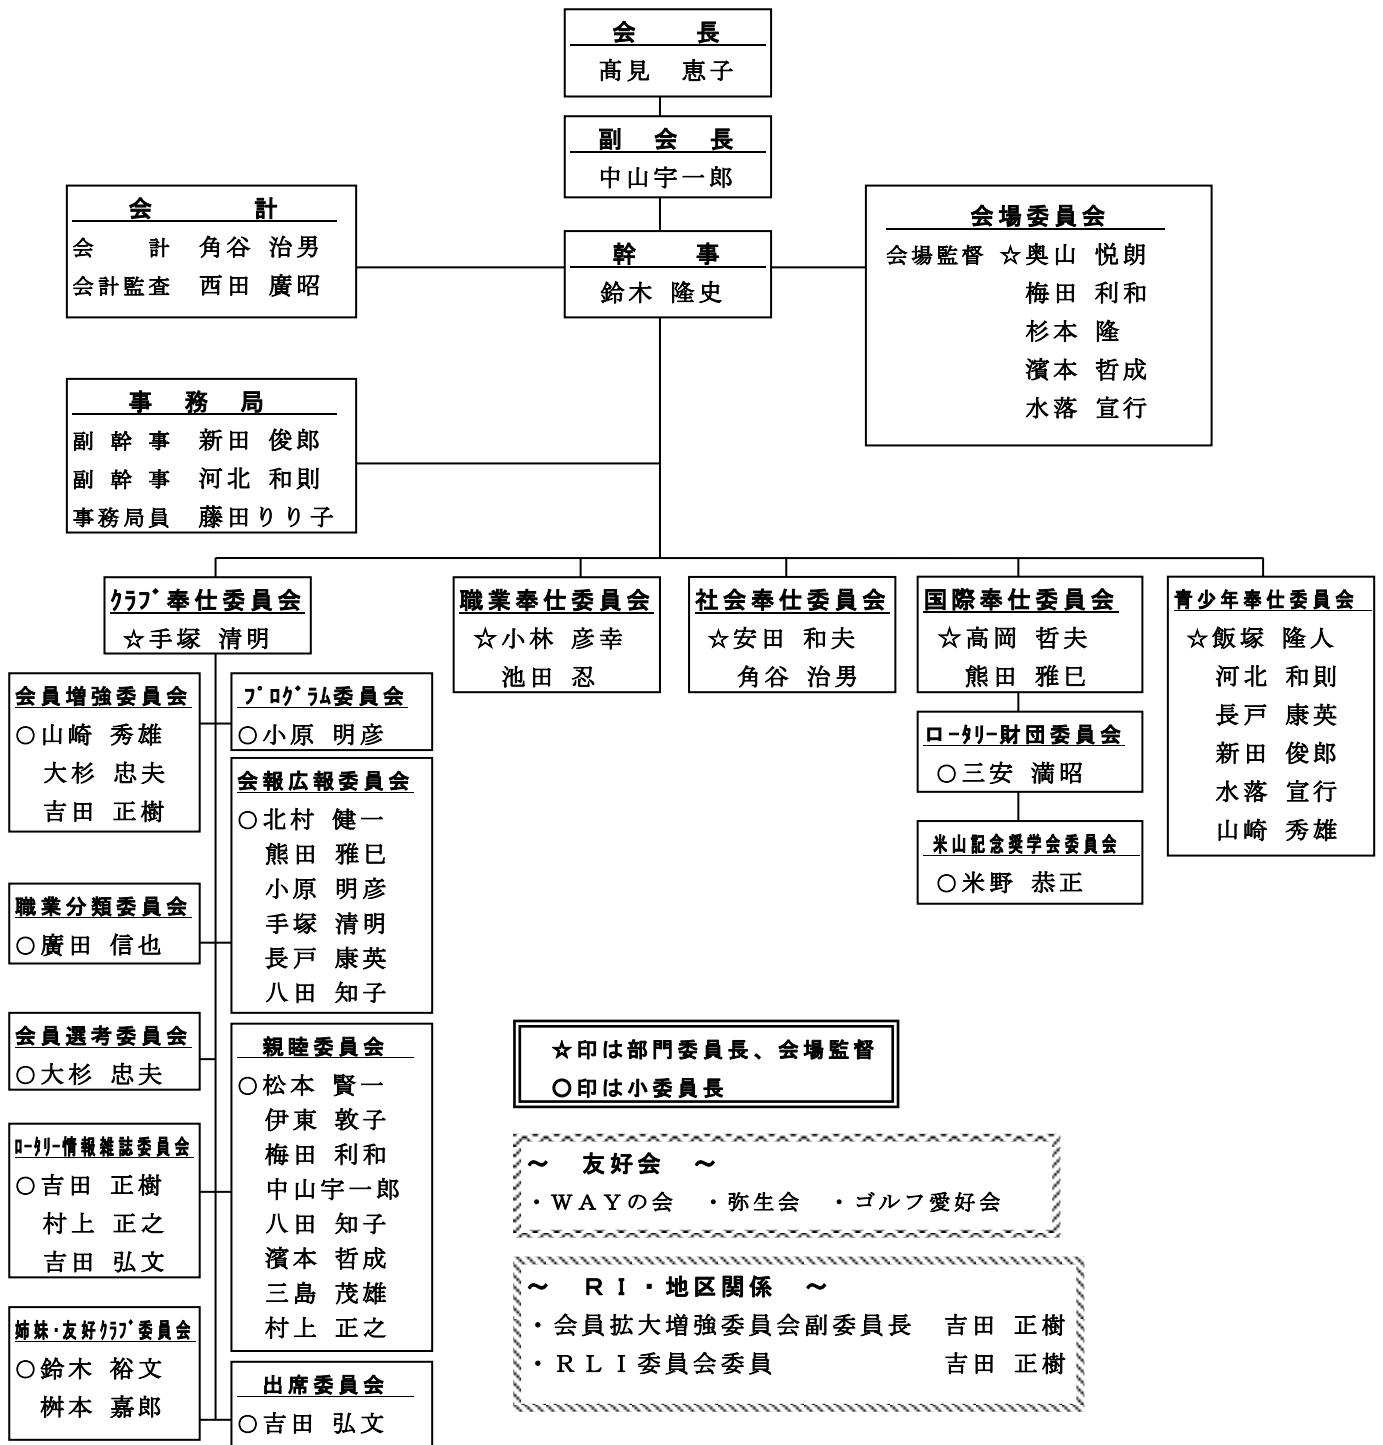 会　　長
髙見　恵子
副　会　長
中山宇一郎
会　　　計
会　　計　角谷 治男
会計監査　西田 廣昭
幹　　事
鈴木 隆史
会場委員会
会場監督 ☆奥山 悦朗
梅田 利和
杉本 隆
濱本 哲成
水落 宣行
事　務　局
副 幹 事　新田 俊郎
副 幹 事　河北 和則
事務局員　藤田りり子
ｸﾗﾌﾞ奉仕委員会
☆手塚 清明
職業奉仕委員会
☆小林 彦幸
池田 忍
社会奉仕委員会
☆安田 和夫
角谷 治男
国際奉仕委員会
☆高岡 哲夫
熊田 雅巳
ﾛｰﾀﾘｰ財団委員会
○三安 満昭
米山記念奨学会委員会
○米野 恭正
青少年奉仕委員会
☆飯塚 隆人
河北 和則
長戸 康英
新田 俊郎
水落 宣行
山崎 秀雄
会員増強委員会
○山崎 秀雄
大杉 忠夫
吉田 正樹
職業分類委員会
○廣田 信也
会員選考委員会
○大杉 忠夫
ﾛｰﾀﾘｰ情報雑誌委員会
○吉田 正樹
村上 正之
吉田 弘文
姉妹・友好ｸﾗﾌﾞ委員会
○鈴木 裕文
桝本 嘉郎
ﾌﾟﾛｸﾞﾗﾑ委員会
○小原 明彦
会報広報委員会
○北村 健一
熊田 雅巳
小原 明彦
手塚 清明
長戸 康英
八田 知子
親睦委員会
○松本 賢一
伊東 敦子
梅田 利和
中山宇一郎
八田 知子
濱本 哲成
三島 茂雄
村上 正之
出席委員会
○吉田 弘文
☆印は部門委員長、会場監督
○印は小委員長
～　友好会　～
・ＷＡＹの会　・弥生会　・ゴルフ愛好会
～　ＲＩ・地区関係　～
・会員拡大増強委員会副委員長　吉田 正樹
・ＲＬＩ委員会委員　吉田 正樹